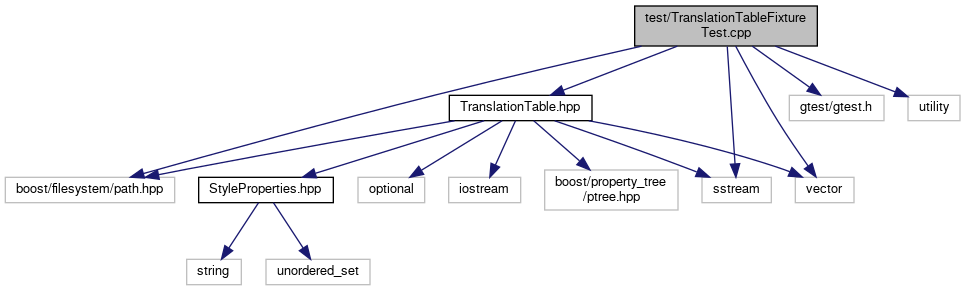 test/TranslationTableFixture
Test.cpp
TranslationTable.hpp
gtest/gtest.h
utility
boost/filesystem/path.hpp
StyleProperties.hpp
optional
iostream
boost/property_tree
/ptree.hpp
sstream
vector
string
unordered_set